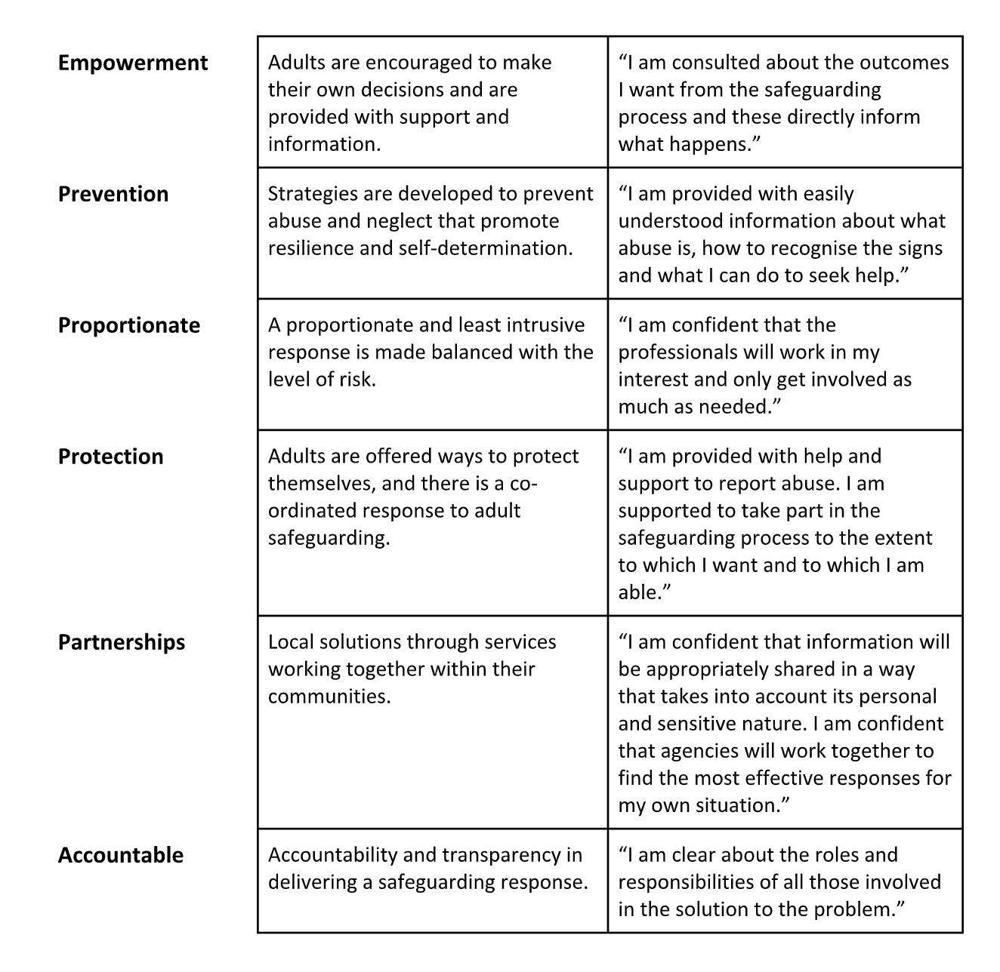 Empowerment
Adults are encouraged to make
their own decisions and are
provided with support and
information.
“I am consulted about the outcomes
I want from the safeguarding
process and these directly inform
what happens.”
Prevention
Strategies are developed to prevent
abuse and neglect that promote
resilience and self-determination.
“I am provided with easily
understood information about what
abuse is, how to recognise the signs
and what I can do to seek help.”
Proportionate
A proportionate and least intrusive
response is made balanced with the
level of risk.
“I am confident that the
professionals will work in my
interest and only get involved as
much as needed.”
Protection
Adults are offered ways to protect
themselves, and there is a co-
ordinated response to adult
safeguarding.
“I am provided with help and
support to report abuse. I am
supported to take part in the
safeguarding process to the extent
to which I want and to which I am
able.”
Partnerships
Local solutions through services
working together within their
communities.
“I am confident that information will
be appropriately shared in a way
that takes into account its personal
and sensitive nature. I am confident
that agencies will work together to
find the most effective responses for
my own situation.”
Accountable
Accountability and transparency in
delivering a safeguarding response.
“I am clear about the roles and
responsibilities of all those involved
in the solution to the problem.”